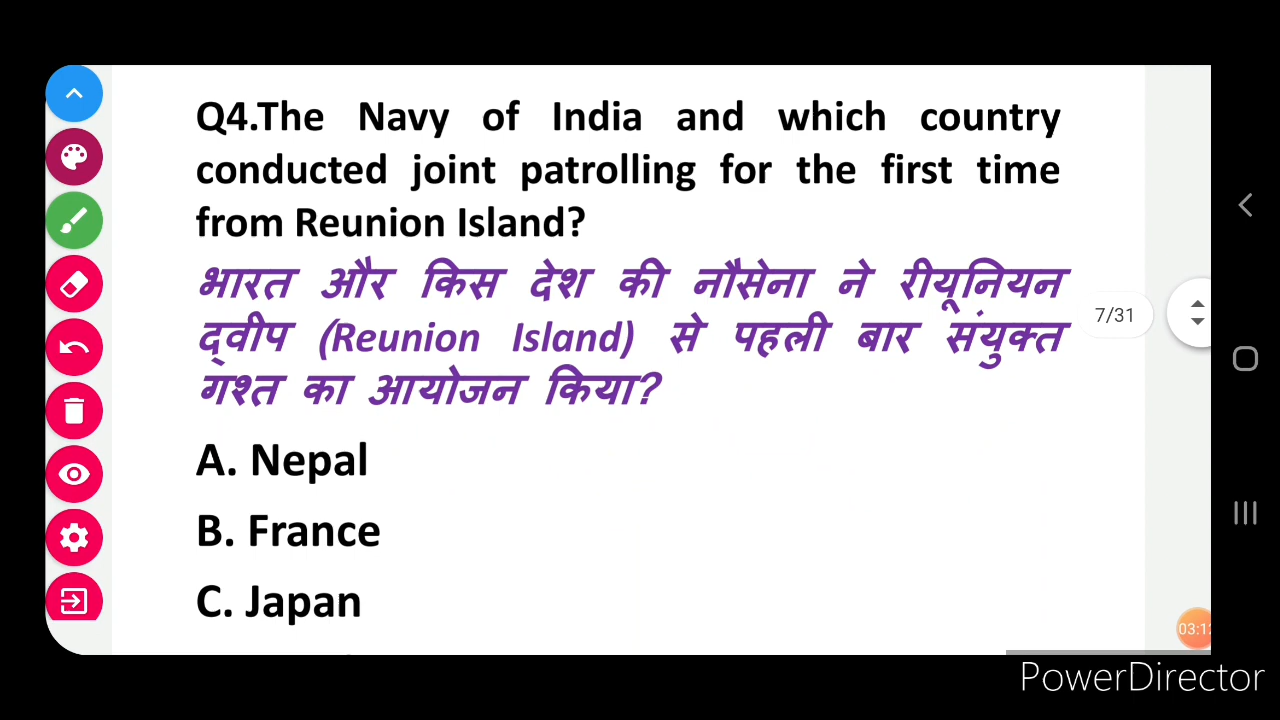 Q4.The Navy of India and which country
conducted joint patrolling for the first time
from Reunion Island?
भारत और किस देश की नौसेना ने रीयूनियन
द्वीप (Reunion Island) से पहली बार संयुक्त
गश्त का आयोजन किया?
7/31
A. Nepal
B. France
C. Japan
PowerDirector